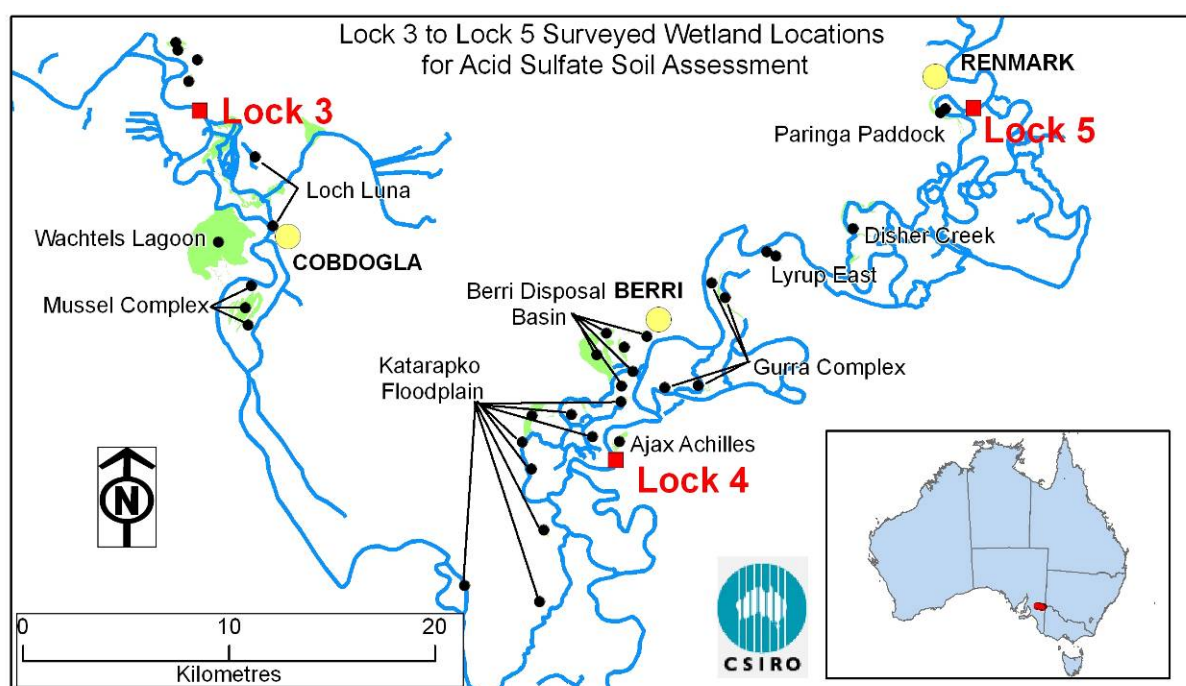 Lock 3 to Lock 5 Surveyed Wetland Locations
for Acid Sulfate Soil Assessment
RENMARK
Lock 3
Lock 5
Paringa Paddock
Loch Luna
Wachtels Lagoon
COBDOGLA
Disher Creek
Lyrup East
Mussel Complex
Berri Disposal
Basin
BERRI
Katarapko
Floodplain
Gurra Complex
Ajax Achilles
Lock 4
N
CSIRO
0 10 20
Kilometres